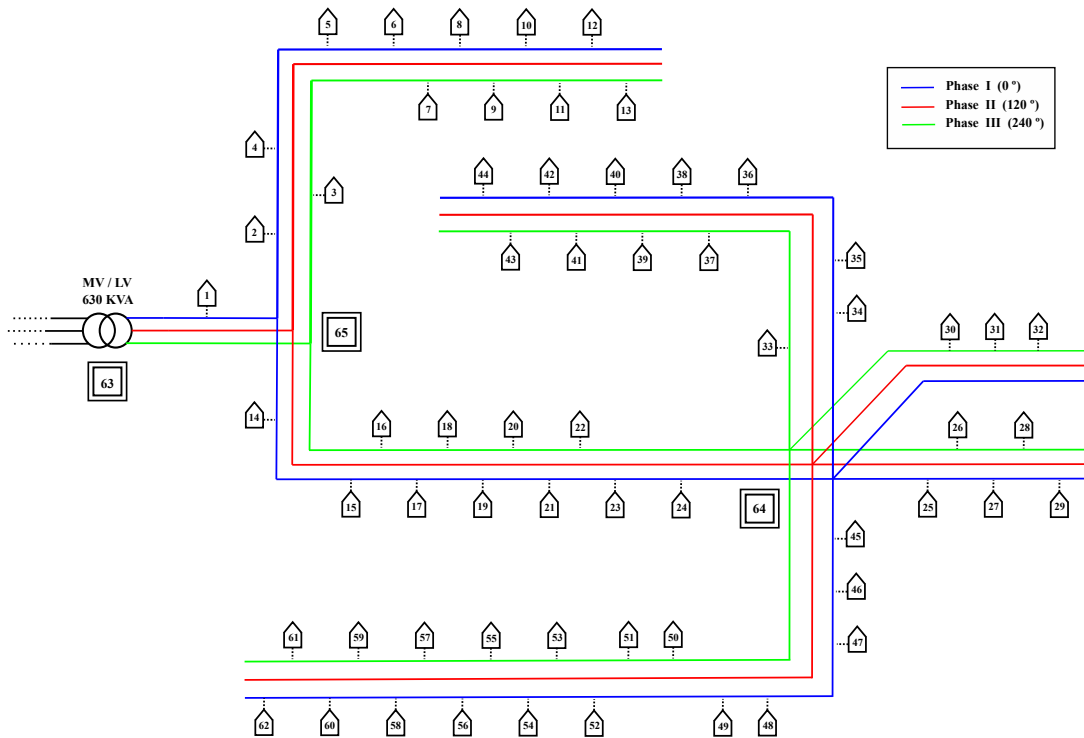 5 6 8 10 12
7 9 11 13
Phase I (0 °)
Phase II (120 °)
Phase III (240 °)
4
3
2
44 42 40 38 36
43 41 39 37
35
34
33
MV / LV
630 KVA
1
65
63
30 31 32
14
16 18 20 22
26 28
15 17 19 21 23 24
64
25 27 29
45
46
47
61 59 57 55 53 51 50
62 60 58 56 54 52 49 48